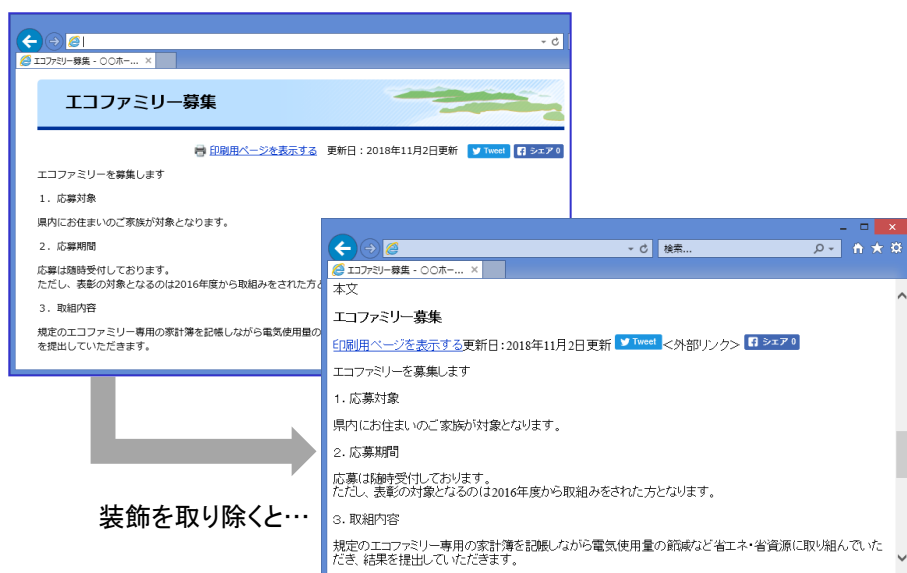 エコファミリー募集 - ○○ホー... ×
エコファミリー募集
印刷用ページを表示する 更新日：2018年11月2日更新 Tweet シェア 0
エコファミリーを募集します
1．応募対象
県内にお住まいのご家族が対象となります。
2．応募期間
応募は随時受付しております。
ただし、表彰の対象となるのは2016年度から取組みをされた方と
3．取組内容
規定のエコファミリー専用の家計簿を記帳しながら電気使用量の
を提出していただきます。
検索...
エコファミリー募集 - ○○ホー... ×
本文
エコファミリー募集
印刷用ページを表示する更新日：2018年11月2日更新 Tweet <外部リンク> シェア 0
エコファミリーを募集します
1．応募対象
県内にお住まいのご家族が対象となります。
2．応募期間
応募は随時受付しております。
ただし、表彰の対象となるのは2016年度から取組みをされた方となります。
3．取組内容
規定のエコファミリー専用の家計簿を記帳しながら電気使用量の節減など省エネ・省資源に取り組んでいた
だき、結果を提出していただきます。
装飾を取り除くと…